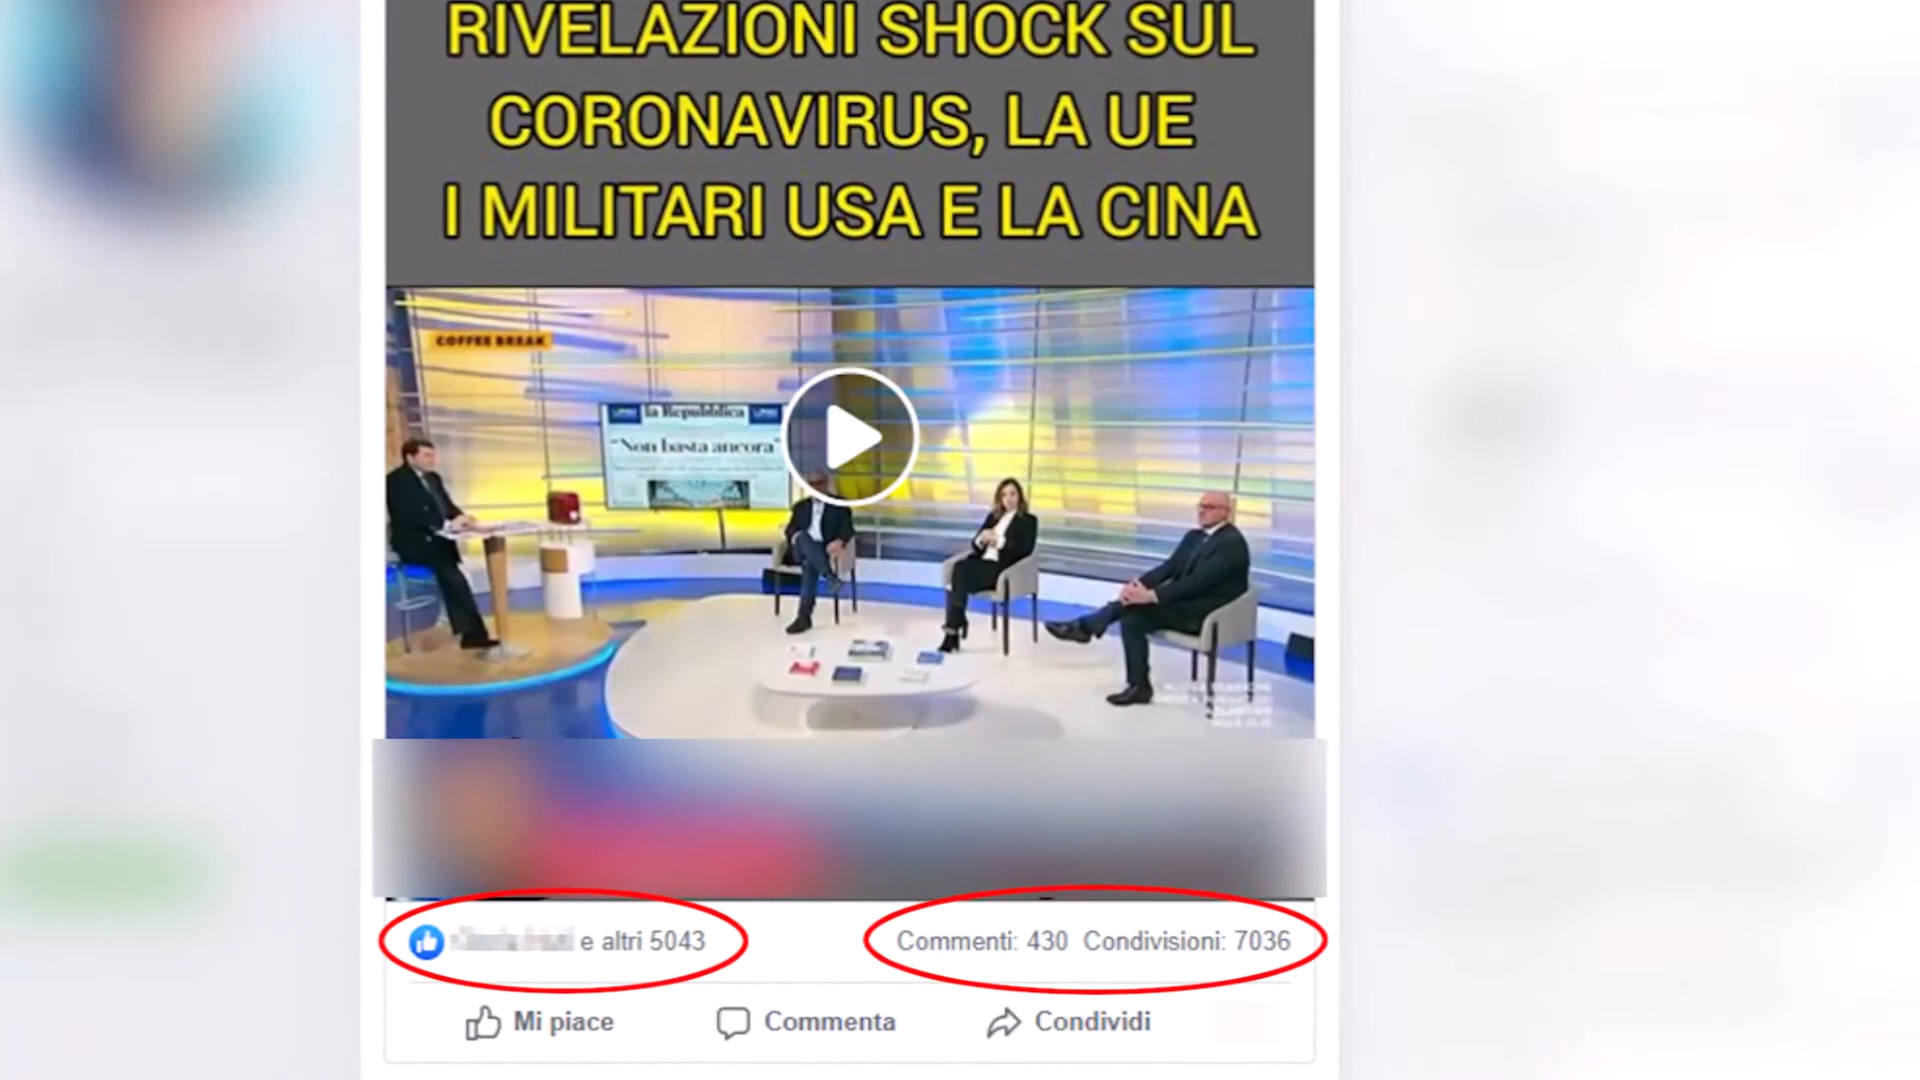 RIVELAZIONI SHOCK SUL
CORONAVIRUS, LA UE
I MILITARI USA E LA CINA
COFFEE BREAK
la Repubblica
“Non basta ancora”
e altri 5043
Commenti: 430 Condivisioni: 7036
Mi piace
Commenta
Condividi